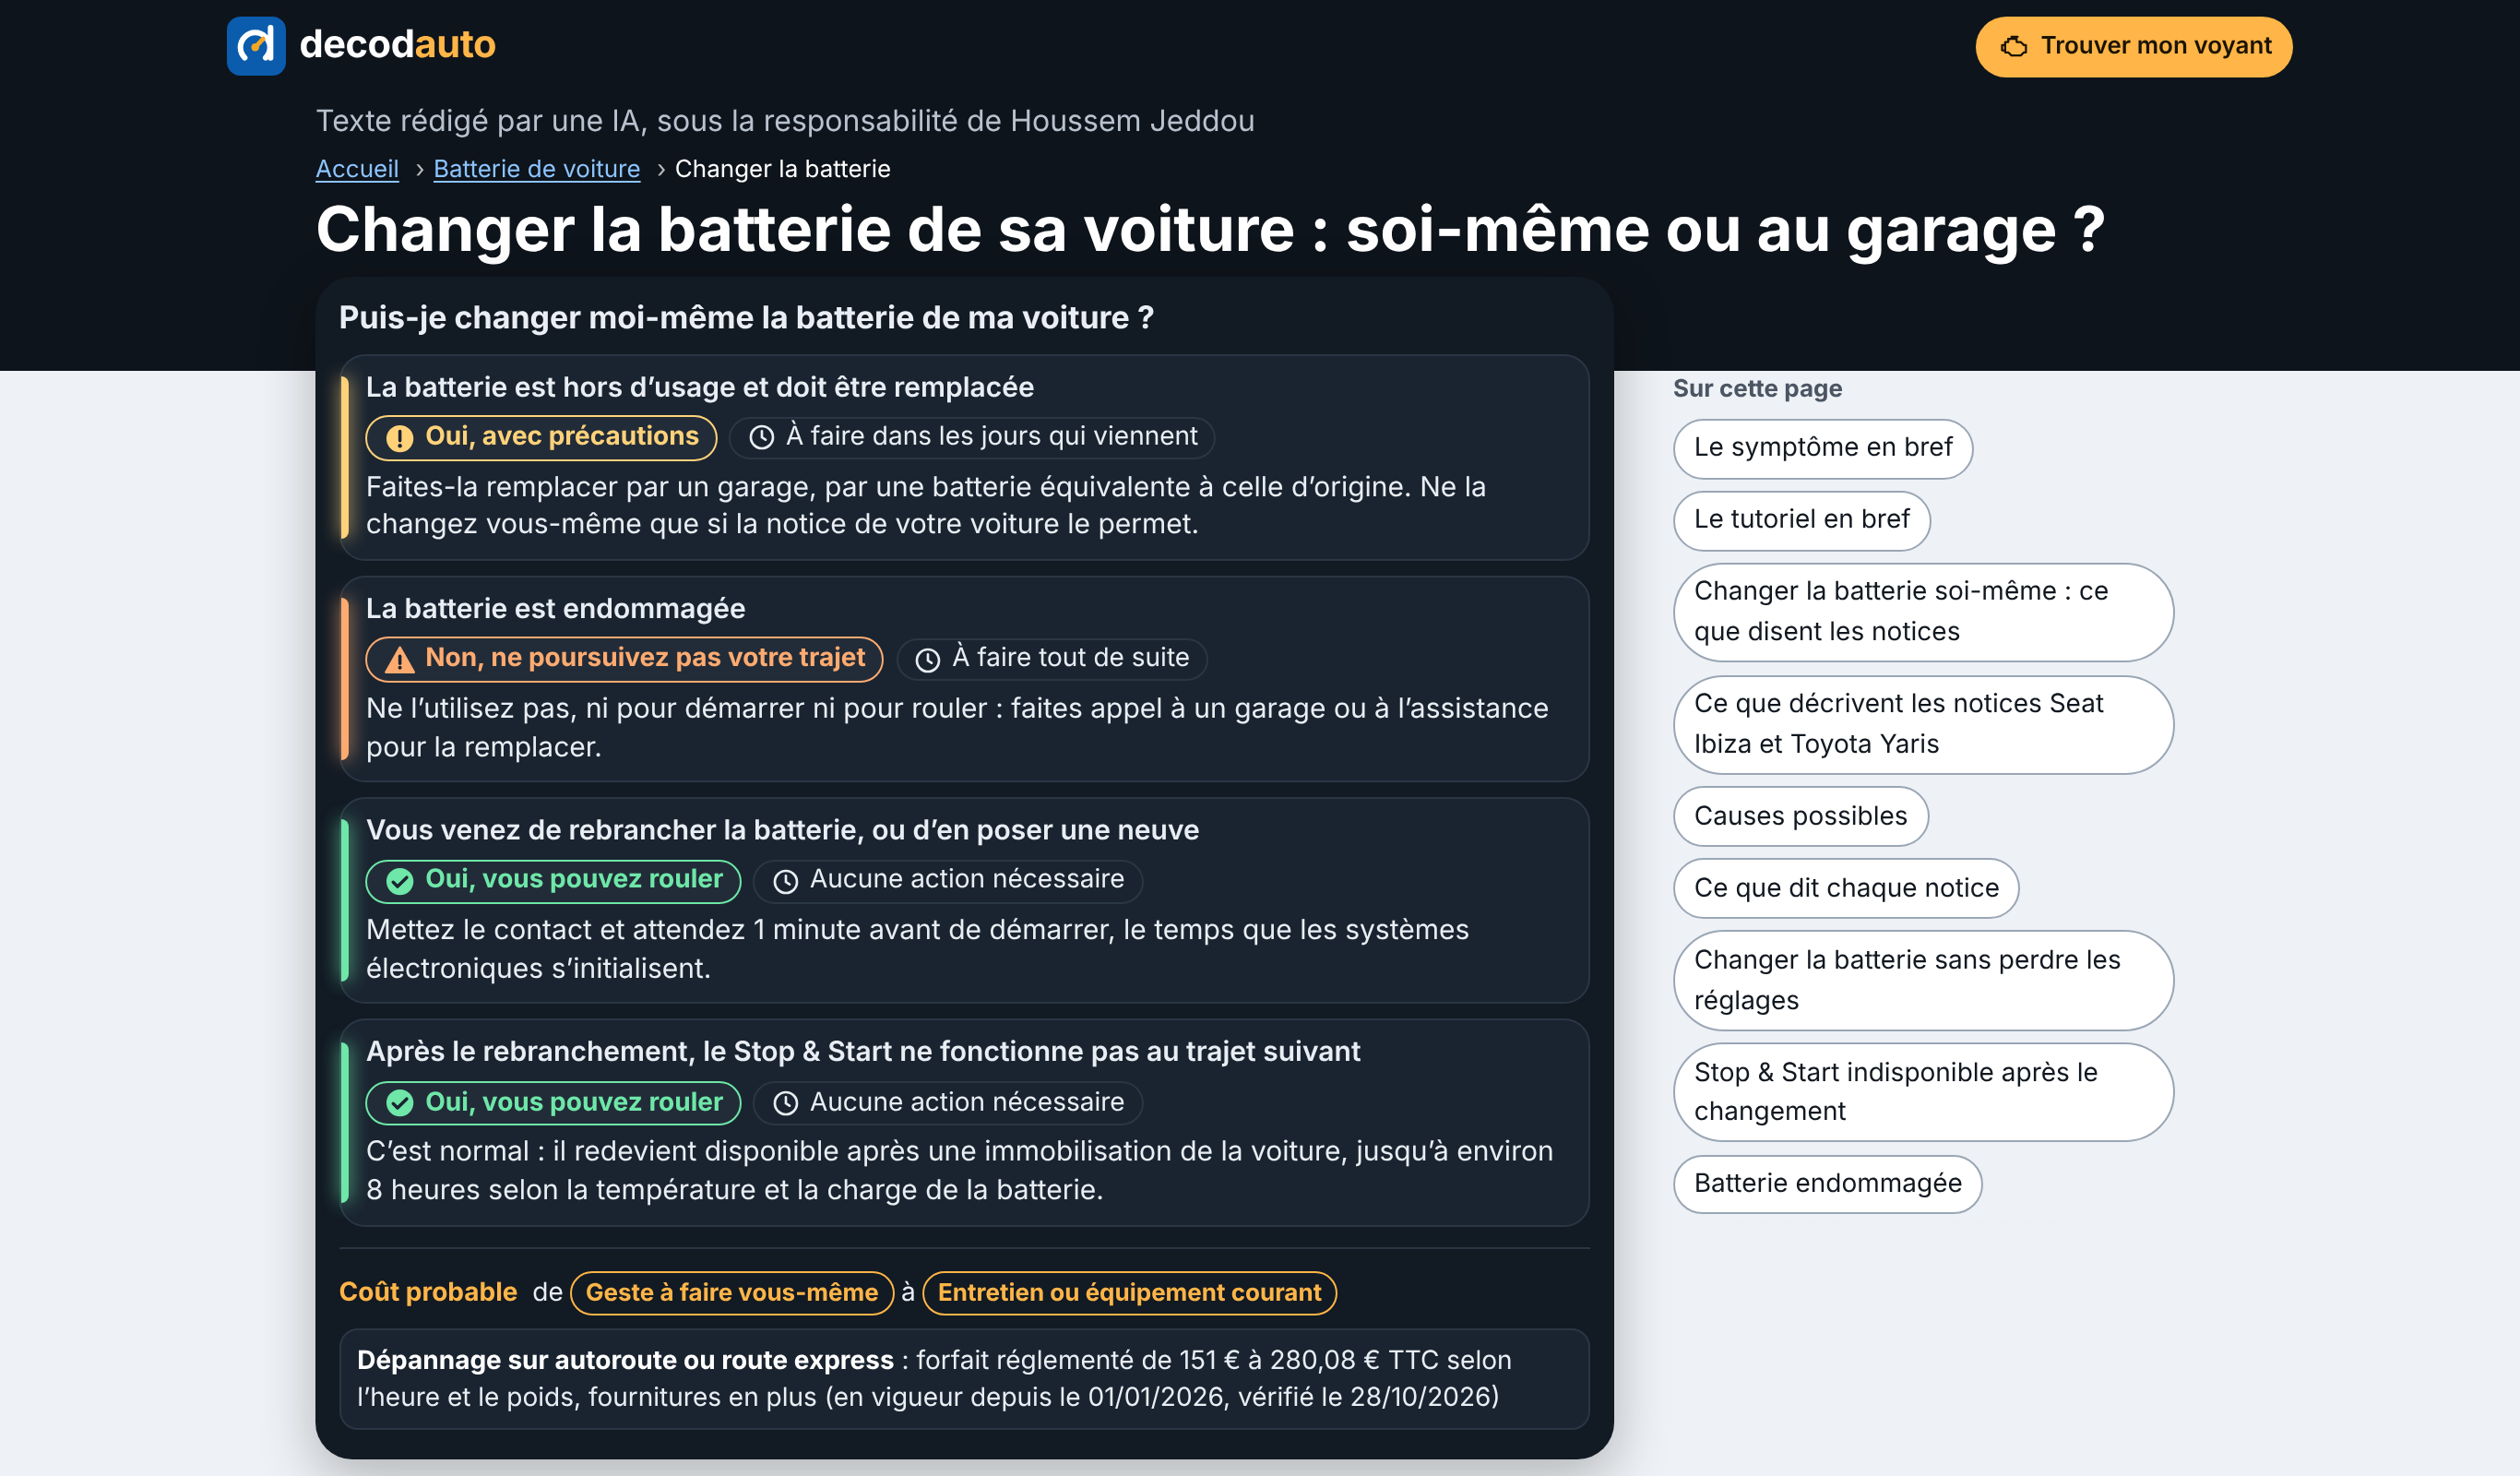 decodauto
Trouver mon voyant
Texte rédigé par une IA, sous la responsabilité de Houssem Jeddou
Accueil › Batterie de voiture › Changer la batterie
Changer la batterie de sa voiture : soi-même ou au garage ?
Puis-je changer moi-même la batterie de ma voiture ?
La batterie est hors d’usage et doit être remplacée
Oui, avec précautions
À faire dans les jours qui viennent
Faites-la remplacer par un garage, par une batterie équivalente à celle d’origine. Ne la
changez vous-même que si la notice de votre voiture le permet.
La batterie est endommagée
Non, ne poursuivez pas votre trajet
À faire tout de suite
Ne l’utilisez pas, ni pour démarrer ni pour rouler : faites appel à un garage ou à l’assistance
pour la remplacer.
Vous venez de rebrancher la batterie, ou d’en poser une neuve
Oui, vous pouvez rouler
Aucune action nécessaire
Mettez le contact et attendez 1 minute avant de démarrer, le temps que les systèmes
électroniques s’initialisent.
Après le rebranchement, le Stop & Start ne fonctionne pas au trajet suivant
Oui, vous pouvez rouler
Aucune action nécessaire
C’est normal : il redevient disponible après une immobilisation de la voiture, jusqu’à environ
8 heures selon la température et la charge de la batterie.
Coût probable de Geste à faire vous-même à Entretien ou équipement courant
Dépannage sur autoroute ou route express : forfait réglementé de 151 € à 280,08 € TTC selon
l’heure et le poids, fournitures en plus (en vigueur depuis le 01/01/2026, vérifié le 28/10/2026)
Sur cette page
Le symptôme en bref
Le tutoriel en bref
Changer la batterie soi-même : ce
que disent les notices
Ce que décrivent les notices Seat
Ibiza et Toyota Yaris
Causes possibles
Ce que dit chaque notice
Changer la batterie sans perdre les
réglages
Stop & Start indisponible après le
changement
Batterie endommagée